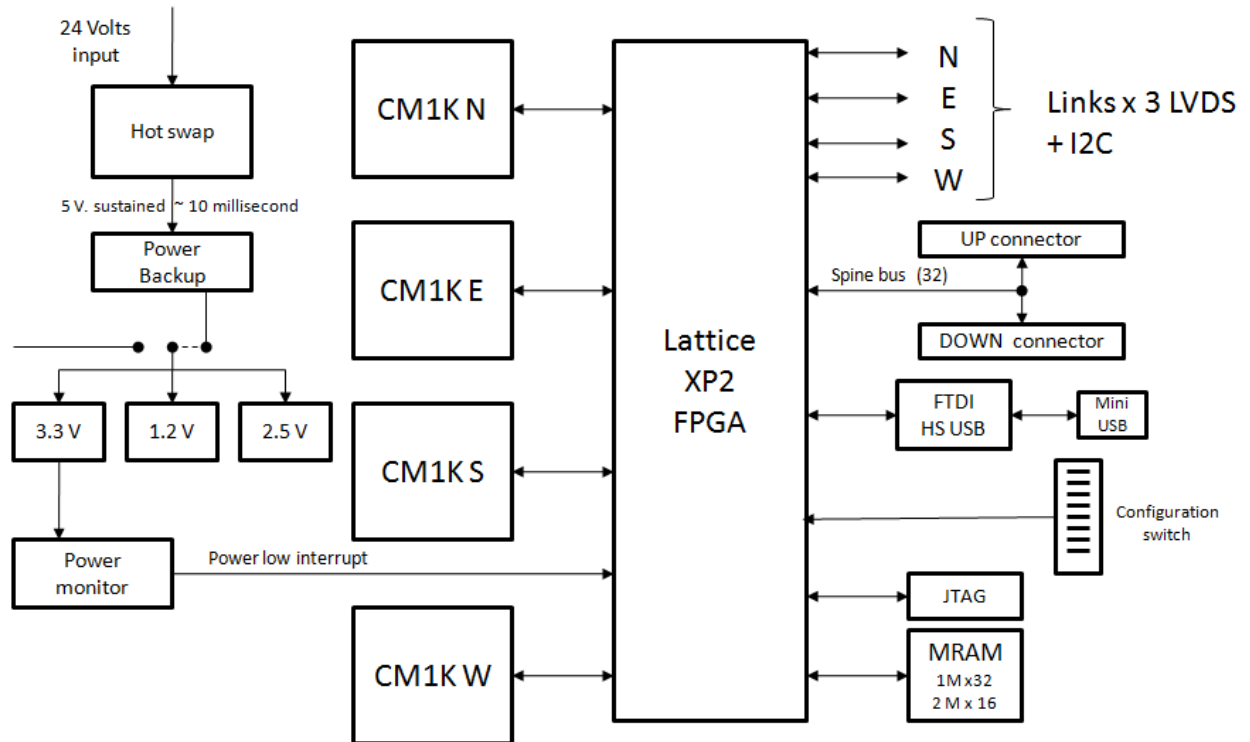 24 Volts
input
Hot swap
5 V. sustained ~ 10 millisecond
Power
Backup
3.3 V
1.2 V
2.5 V
Power
monitor
Power low interrupt
CM1K N
CM1K E
CM1K S
CM1K W
Lattice
XP2
FPGA
N
E
S
W
Links x 3 LVDS
+ I2C
UP connector
Spine bus (32)
DOWN connector
FTDI
HS USB
Mini
USB
Configuration
switch
JTAG
MRAM
1M x32
2 M x 16